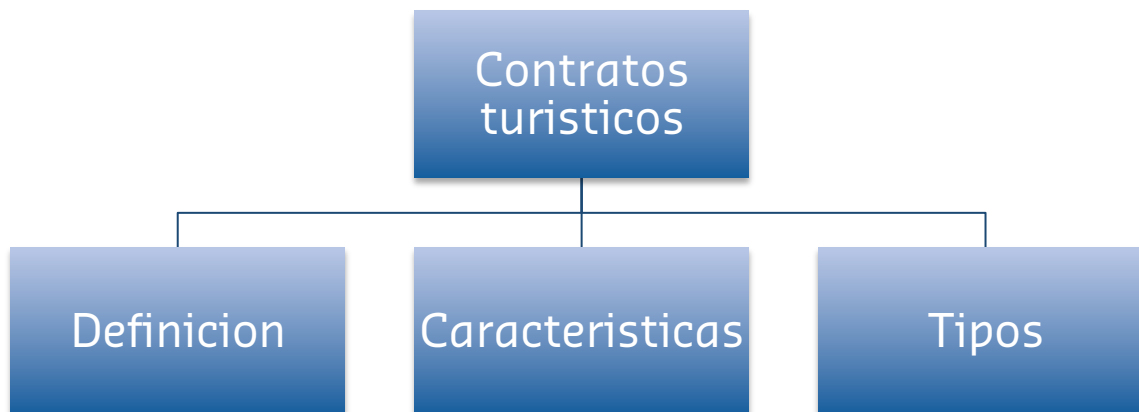 Contratos
turisticos
Definicion
Caracteristicas
Tipos